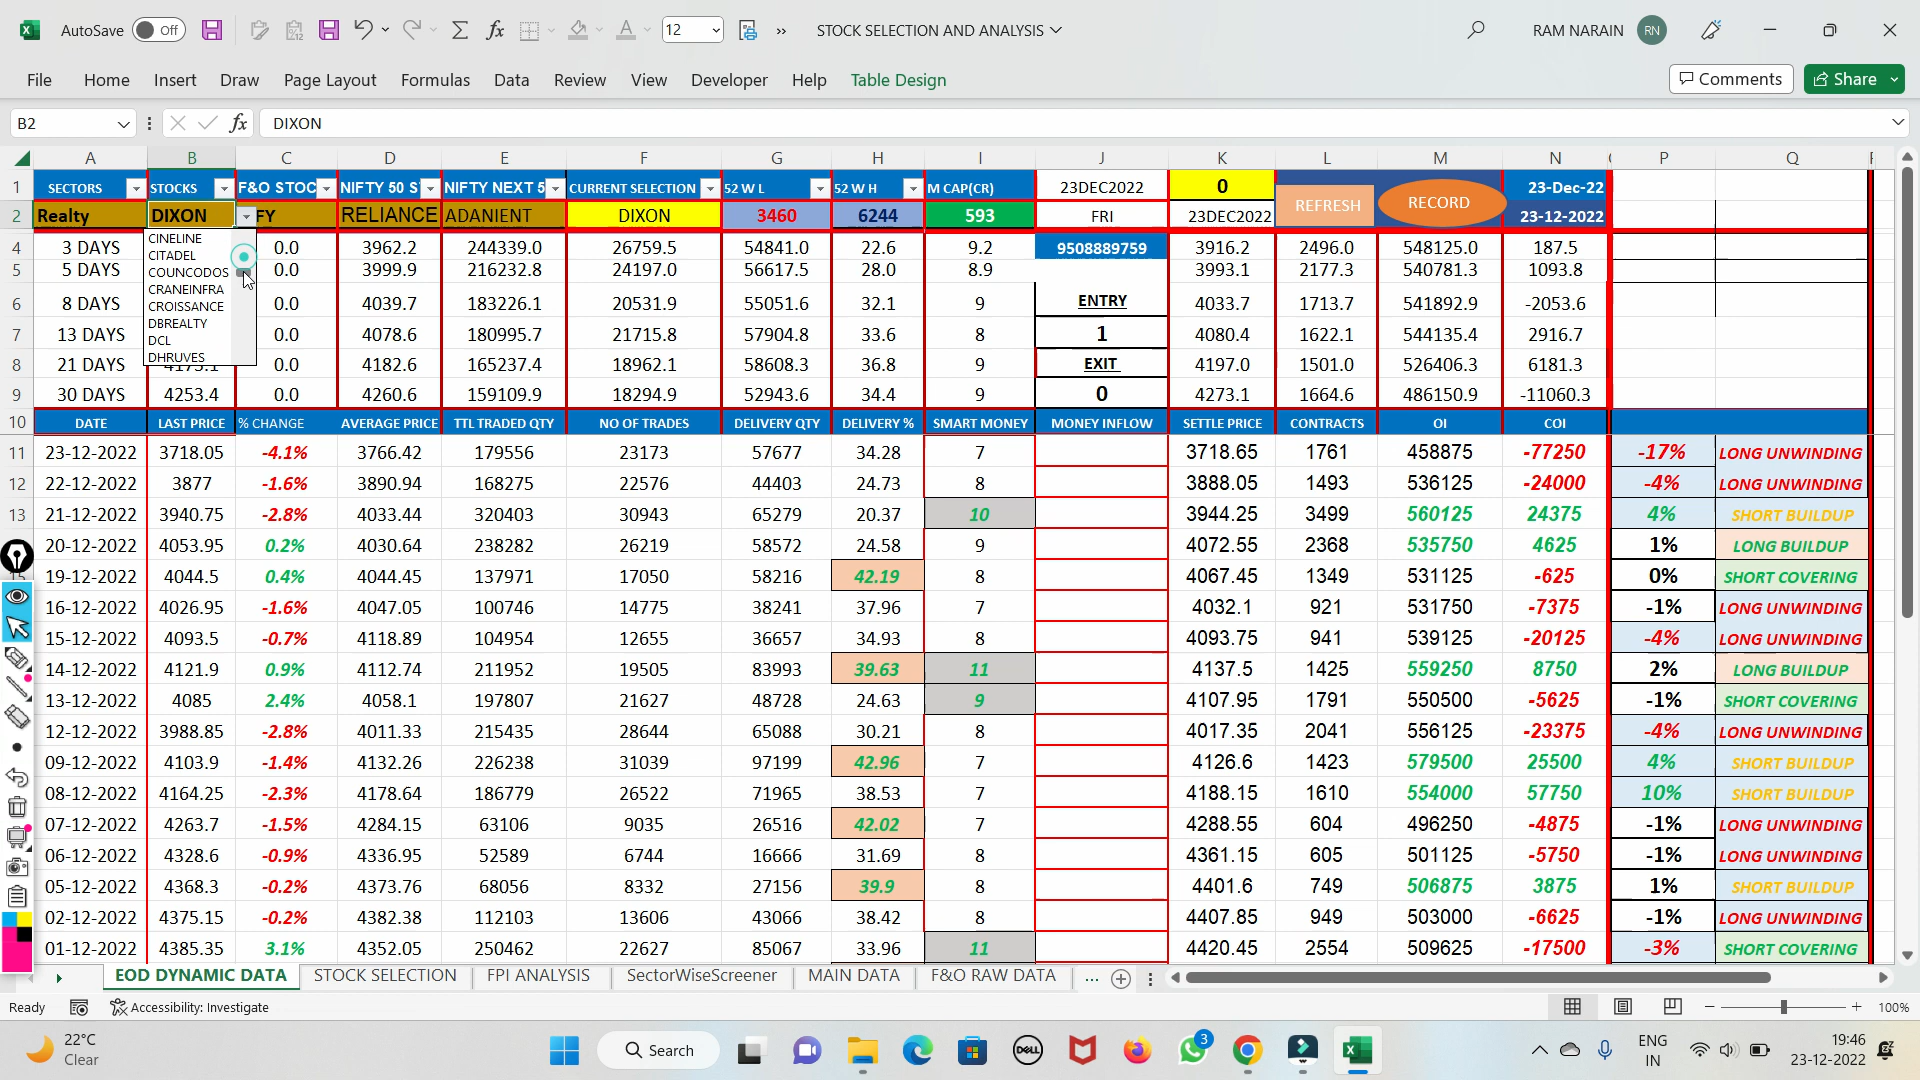 AutoSave Off 12 STOCK SELECTION AND ANALYSIS RAM NARAIN RN
File Home Insert Draw Page Layout Formulas Data Review View Developer Help Table Design Comments Share
B2 fx DIXON
A B C D E F G H I J K L M N P Q
1 SECTORS STOCKS F&O STOC NIFTY 50 S NIFTY NEXT 5 CURRENT SELECTION 52 W L 52 W H M CAP(CR) 23DEC2022 0 REFRESH RECORD 23-Dec-22
2 Realty DIXON FY RELIANCE ADANIENT DIXON 3460 6244 593 FRI 23DEC2022 23-12-2022
CINELINE
CITADEL
COUNCODOS
CRANEINFRA
CROISSANCE
DBREALTY
DCL
DHRUVES
4 3 DAYS 0.0 3962.2 244339.0 26759.5 54841.0 22.6 9.2 9508889759 3916.2 2496.0 548125.0 187.5
5 5 DAYS 0.0 3999.9 216232.8 24197.0 56617.5 28.0 8.9 3993.1 2177.3 540781.3 1093.8
6 8 DAYS 0.0 4039.7 183226.1 20531.9 55051.6 32.1 9 ENTRY 4033.7 1713.7 541892.9 -2053.6
7 13 DAYS 0.0 4078.6 180995.7 21715.8 57904.8 33.6 8 1 4080.4 1622.1 544135.4 2916.7
8 21 DAYS 4175.1 0.0 4182.6 165237.4 18962.1 58608.3 36.8 9 EXIT 4197.0 1501.0 526406.3 6181.3
9 30 DAYS 4253.4 0.0 4260.6 159109.9 18294.9 52943.6 34.4 9 0 4273.1 1664.6 486150.9 -11060.3
10 DATE LAST PRICE % CHANGE AVERAGE PRICE TTL TRADED QTY NO OF TRADES DELIVERY QTY DELIVERY % SMART MONEY MONEY INFLOW SETTLE PRICE CONTRACTS OI COI
11 23-12-2022 3718.05 -4.1% 3766.42 179556 23173 57677 34.28 7 3718.65 1761 458875 -77250 -17% LONG UNWINDING
12 22-12-2022 3877 -1.6% 3890.94 168275 22576 44403 24.73 8 3888.05 1493 536125 -24000 -4% LONG UNWINDING
13 21-12-2022 3940.75 -2.8% 4033.44 320403 30943 65279 20.37 10 3944.25 3499 560125 24375 4% SHORT BUILDUP
20-12-2022 4053.95 0.2% 4030.64 238282 26219 58572 24.58 9 4072.55 2368 535750 4625 1% LONG BUILDUP
19-12-2022 4044.5 0.4% 4044.45 137971 17050 58216 42.19 8 4067.45 1349 531125 -625 0% SHORT COVERING
16-12-2022 4026.95 -1.6% 4047.05 100746 14775 38241 37.96 7 4032.1 921 531750 -7375 -1% LONG UNWINDING
15-12-2022 4093.5 -0.7% 4118.89 104954 12655 36657 34.93 8 4093.75 941 539125 -20125 -4% LONG UNWINDING
14-12-2022 4121.9 0.9% 4112.74 211952 19505 83993 39.63 11 4137.5 1425 559250 8750 2% LONG BUILDUP
13-12-2022 4085 2.4% 4058.1 197807 21627 48728 24.63 9 4107.95 1791 550500 -5625 -1% SHORT COVERING
12-12-2022 3988.85 -2.8% 4011.33 215435 28644 65088 30.21 8 4017.35 2041 556125 -23375 -4% LONG UNWINDING
09-12-2022 4103.9 -1.4% 4132.26 226238 31039 97199 42.96 7 4126.6 1423 579500 25500 4% SHORT BUILDUP
08-12-2022 4164.25 -2.3% 4178.64 186779 26522 71965 38.53 7 4188.15 1610 554000 57750 10% SHORT BUILDUP
07-12-2022 4263.7 -1.5% 4284.15 63106 9035 26516 42.02 7 4288.55 604 496250 -4875 -1% LONG UNWINDING
06-12-2022 4328.6 -0.9% 4336.95 52589 6744 16666 31.69 8 4361.15 605 501125 -5750 -1% LONG UNWINDING
05-12-2022 4368.3 -0.2% 4373.76 68056 8332 27156 39.9 8 4401.6 749 506875 3875 1% SHORT BUILDUP
02-12-2022 4375.15 -0.2% 4382.38 112103 13606 43066 38.42 8 4407.85 949 503000 -6625 -1% LONG UNWINDING
01-12-2022 4385.35 3.1% 4352.05 250462 22627 85067 33.96 11 4420.45 2554 509625 -17500 -3% SHORT COVERING
EOD DYNAMIC DATA STOCK SELECTION FPI ANALYSIS SectorWiseScreener MAIN DATA F&O RAW DATA ...
Ready Accessibility: Investigate 100%
22°C Search DELL 3 ENG 19:46
Clear IN 23-12-2022